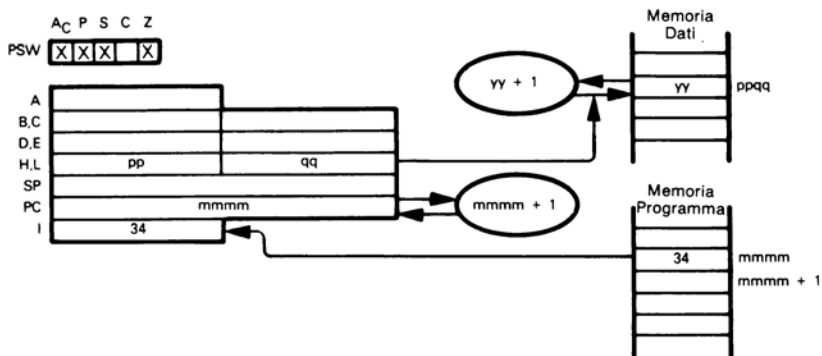 A_C P S C Z
PSW X X X X
A
B,C
D,E
H,L pp qq
SP
PC mmmm
I 34
yy + 1
mmmm + 1
Memoria
Dati
yy ppqq
Memoria
Programma
34 mmmm
mmmm + 1